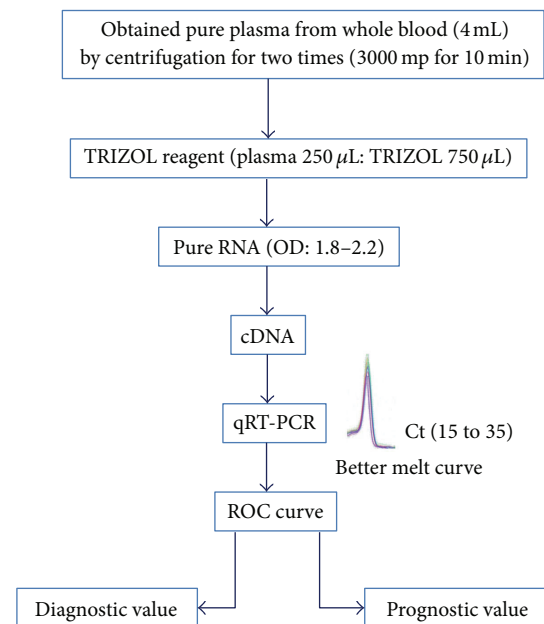 Obtained pure plasma from whole blood (4 mL)
by centrifugation for two times (3000 mp for 10 min)
TRIZOL reagent (plasma 250 μL: TRIZOL 750 μL)
Pure RNA (OD: 1.8–2.2)
cDNA
qRT-PCR
Ct (15 to 35)
Better melt curve
ROC curve
Diagnostic value
Prognostic value